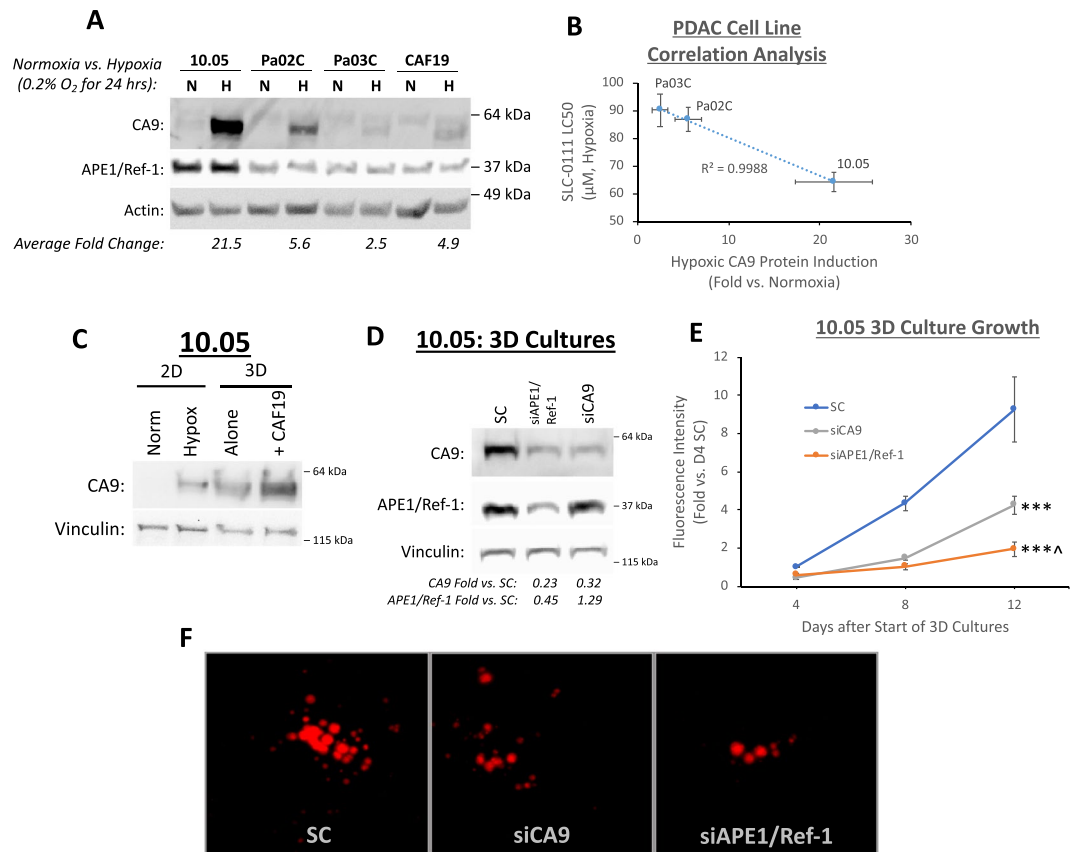 A
Normoxia vs. Hypoxia
(0.2% O₂ for 24 hrs):
10.05 Pa02C Pa03C CAF19
N H N H N H N H
CA9:
– 64 kDa
APE1/Ref-1:
– 37 kDa
– 49 kDa
Actin:
Average Fold Change: 21.5 5.6 2.5 4.9
B
PDAC Cell Line
Correlation Analysis
SLC-0111 LC50
(µM, Hypoxia)
100
90
80
70
60
50
Pa03C
Pa02C
10.05
R² = 0.9988
0 10 20 30
Hypoxic CA9 Protein Induction
(Fold vs. Normoxia)
C
10.05
2D 3D
Norm Hypox Alone + CAF19
CA9:
– 64 kDa
Vinculin:
– 115 kDa
D
10.05: 3D Cultures
SC siAPE1/ Ref-1 siCA9
CA9:
– 64 kDa
APE1/Ref-1:
– 37 kDa
Vinculin:
– 115 kDa
CA9 Fold vs. SC: 0.23 0.32
APE1/Ref-1 Fold vs. SC: 0.45 1.29
E
10.05 3D Culture Growth
Fluorescence Intensity
(Fold vs. D4 SC)
12
10
8
6
4
2
0
SC
siCA9
siAPE1/Ref-1
***
***^
4 8 12
Days after Start of 3D Cultures
F
SC siCA9 siAPE1/Ref-1